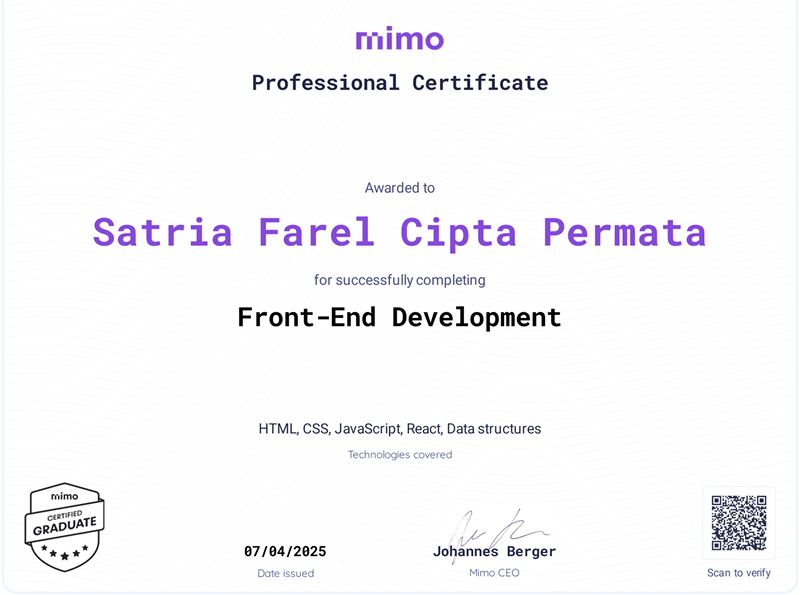 mimo
Professional Certificate
Awarded to
Satria Farel Cipta Permata
for successfully completing
Front-End Development
HTML, CSS, JavaScript, React, Data structures
Technologies covered
mimo
CERTIFIED
GRADUATE
07/04/2025
Date issued
Johannes Berger
Mimo CEO
Scan to verify